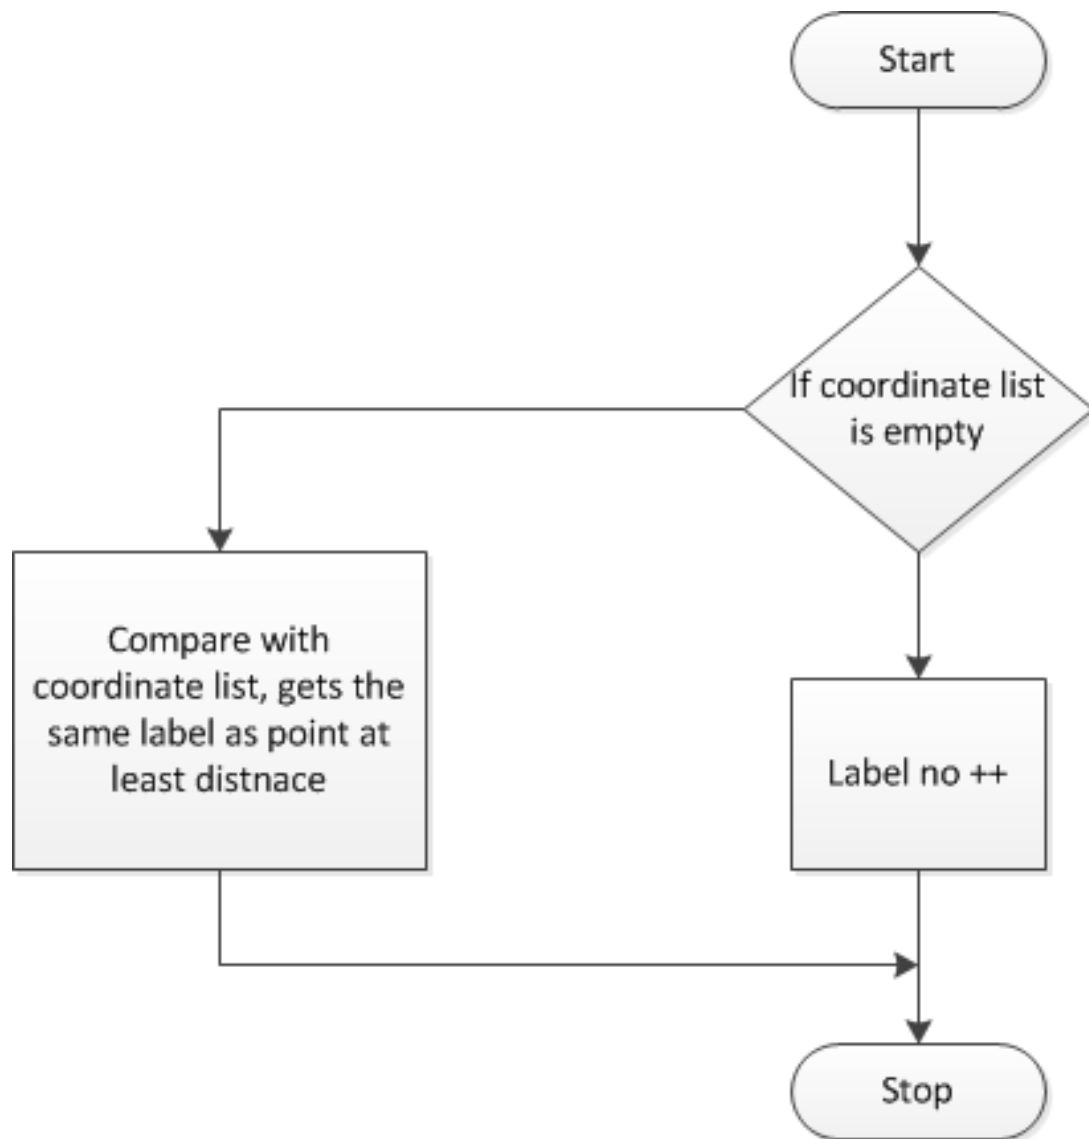 Start
If coordinate list
is empty
Compare with
coordinate list, gets the
same label as point at
least distnace
Label no ++
Stop